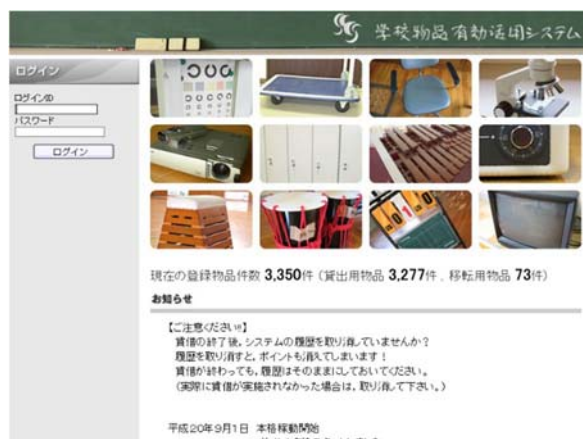 学校物品有効活用システム
ログイン
ログインID
パスワード
ログイン
現在の登録物品件数 3,350件（貸出用物品 3,277件，移転用物品 73件）
お知らせ
【ご注意ください!!】
貸借の終了後，システムの履歴を取り消していませんか？
履歴を取り消すと，ポイントも消えてしまいます！
貸借が終わっても，履歴はそのままにしておいてください。
（実際に貸借が実施されなかった場合は，取り消して下さい。）
平成20年9月1日 本格稼動開始